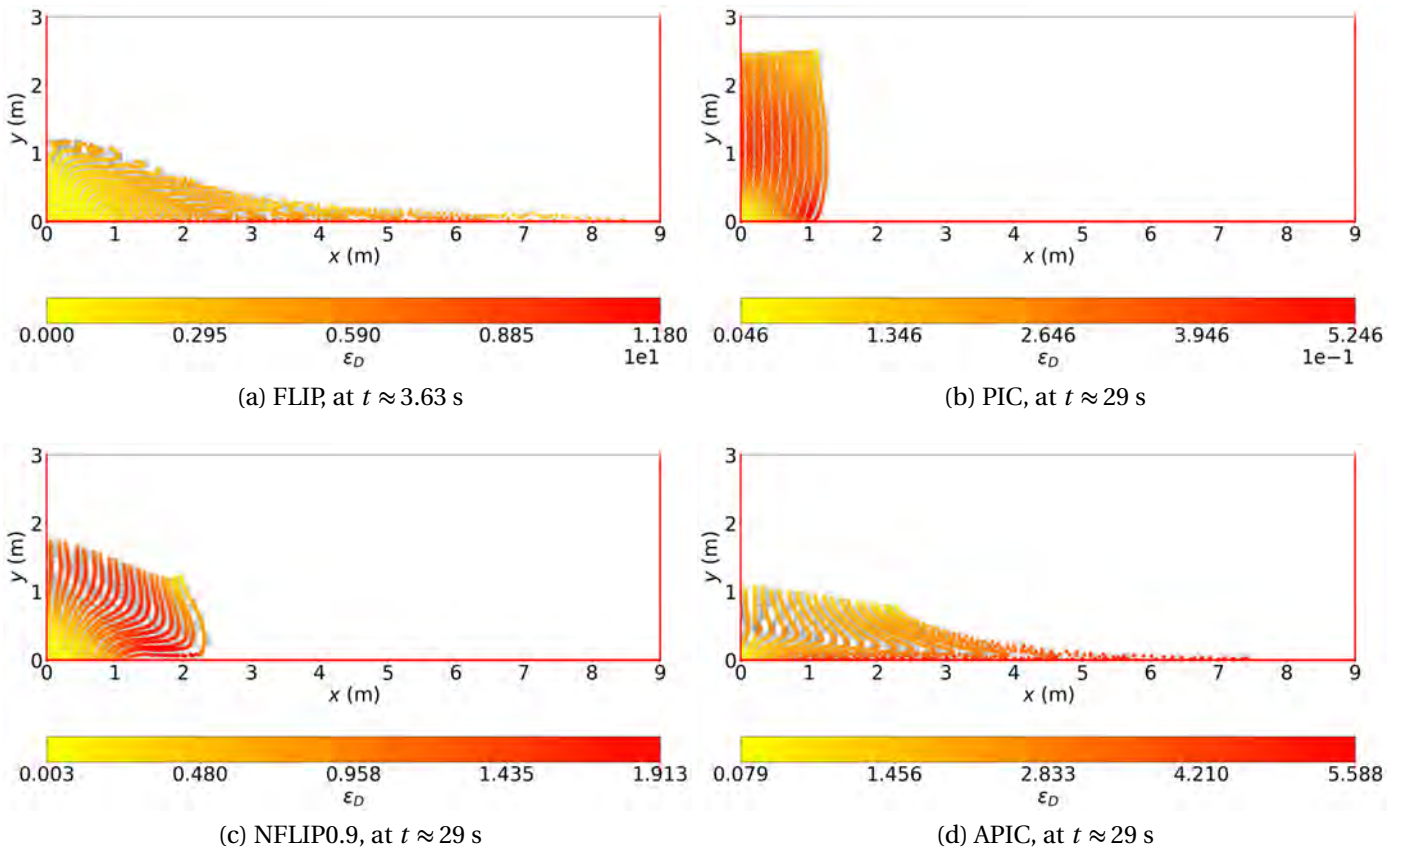 3
2
1
0
y (m)
0 1 2 3 4 5 6 7 8 9
x (m)
0.000 0.295 0.590 0.885 1.180
1e1
ε_D
(a) FLIP, at t ≈ 3.63 s
3
2
1
0
y (m)
0 1 2 3 4 5 6 7 8 9
x (m)
0.046 1.346 2.646 3.946 5.246
1e−1
ε_D
(b) PIC, at t ≈ 29 s
3
2
1
0
y (m)
0 1 2 3 4 5 6 7 8 9
x (m)
0.003 0.480 0.958 1.435 1.913
ε_D
(c) NFLIP0.9, at t ≈ 29 s
3
2
1
0
y (m)
0 1 2 3 4 5 6 7 8 9
x (m)
0.079 1.456 2.833 4.210 5.588
ε_D
(d) APIC, at t ≈ 29 s